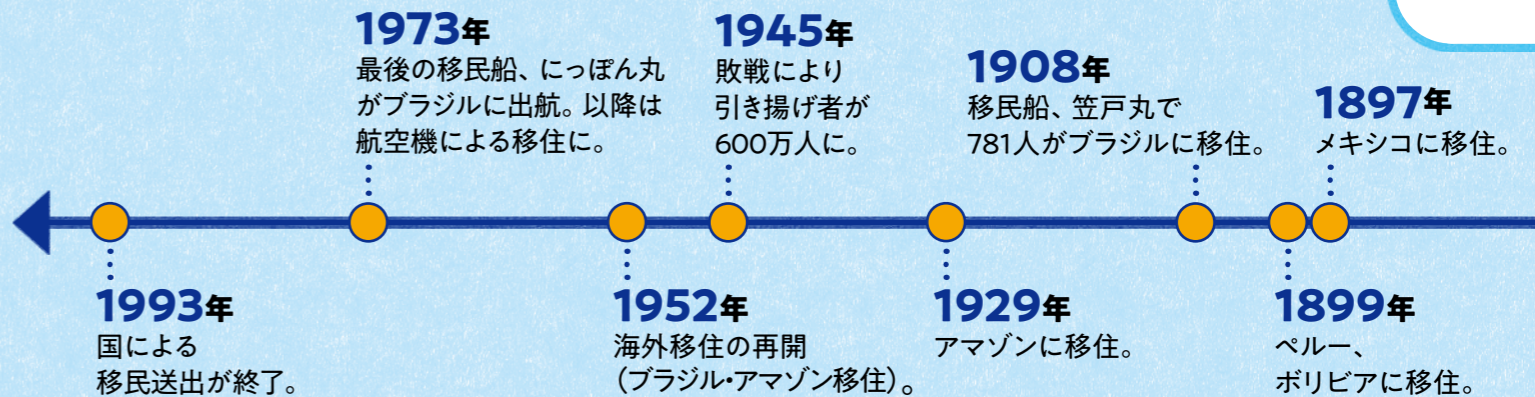 1973年
最後の移民船、にっぽん丸
がブラジルに出航。以降は
航空機による移住に。
1945年
敗戦により
引き揚げ者が
600万人に。
1908年
移民船、笠戸丸で
781人がブラジルに移住。
1897年
メキシコに移住。
1993年
国による
移民送出が終了。
1952年
海外移住の再開
（ブラジル・アマゾン移住）。
1929年
アマゾンに移住。
1899年
ペルー、
ボリビアに移住。